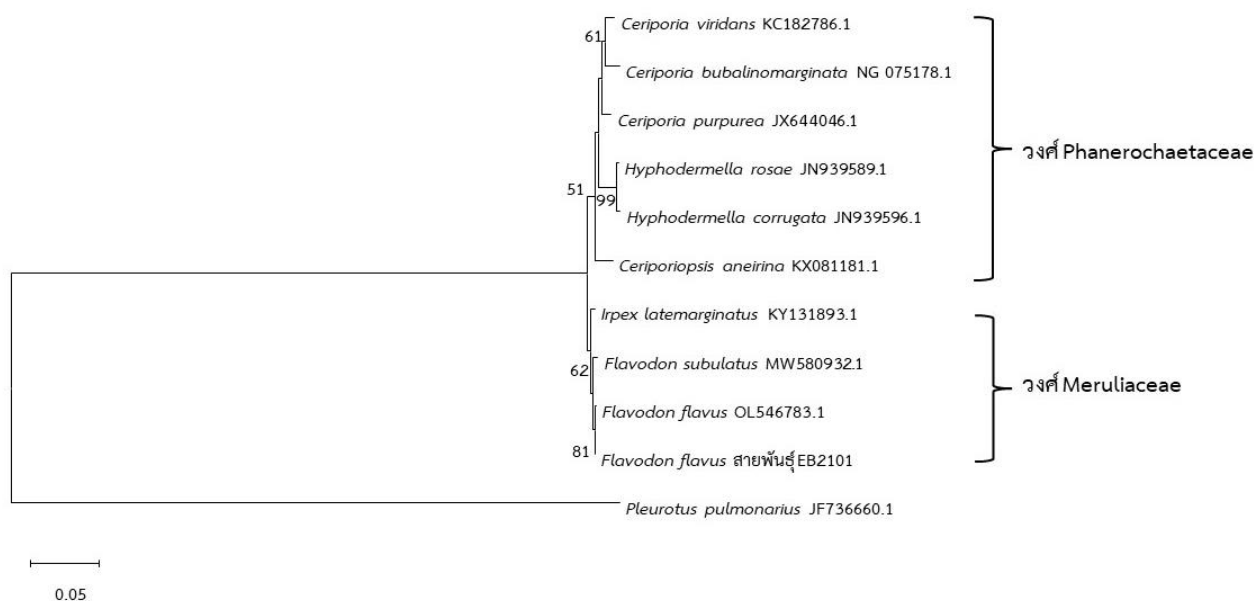 Ceriporia viridans KC182786.1
61
Ceriporia bubalinomarginata NG 075178.1
Ceriporia purpurea JX644046.1
วงศ์ Phanerochaetaceae
Hyphodermella rosae JN939589.1
51
99
Hyphodermella corrugata JN939596.1
Ceriporiopsis aneirina KX081181.1
Irpex latemarginatus KY131893.1
62
Flavodon subulatus MW580932.1
วงศ์ Meruliaceae
Flavodon flavus OL546783.1
81
Flavodon flavus สายพันธุ์ EB2101
Pleurotus pulmonarius JF736660.1
0.05